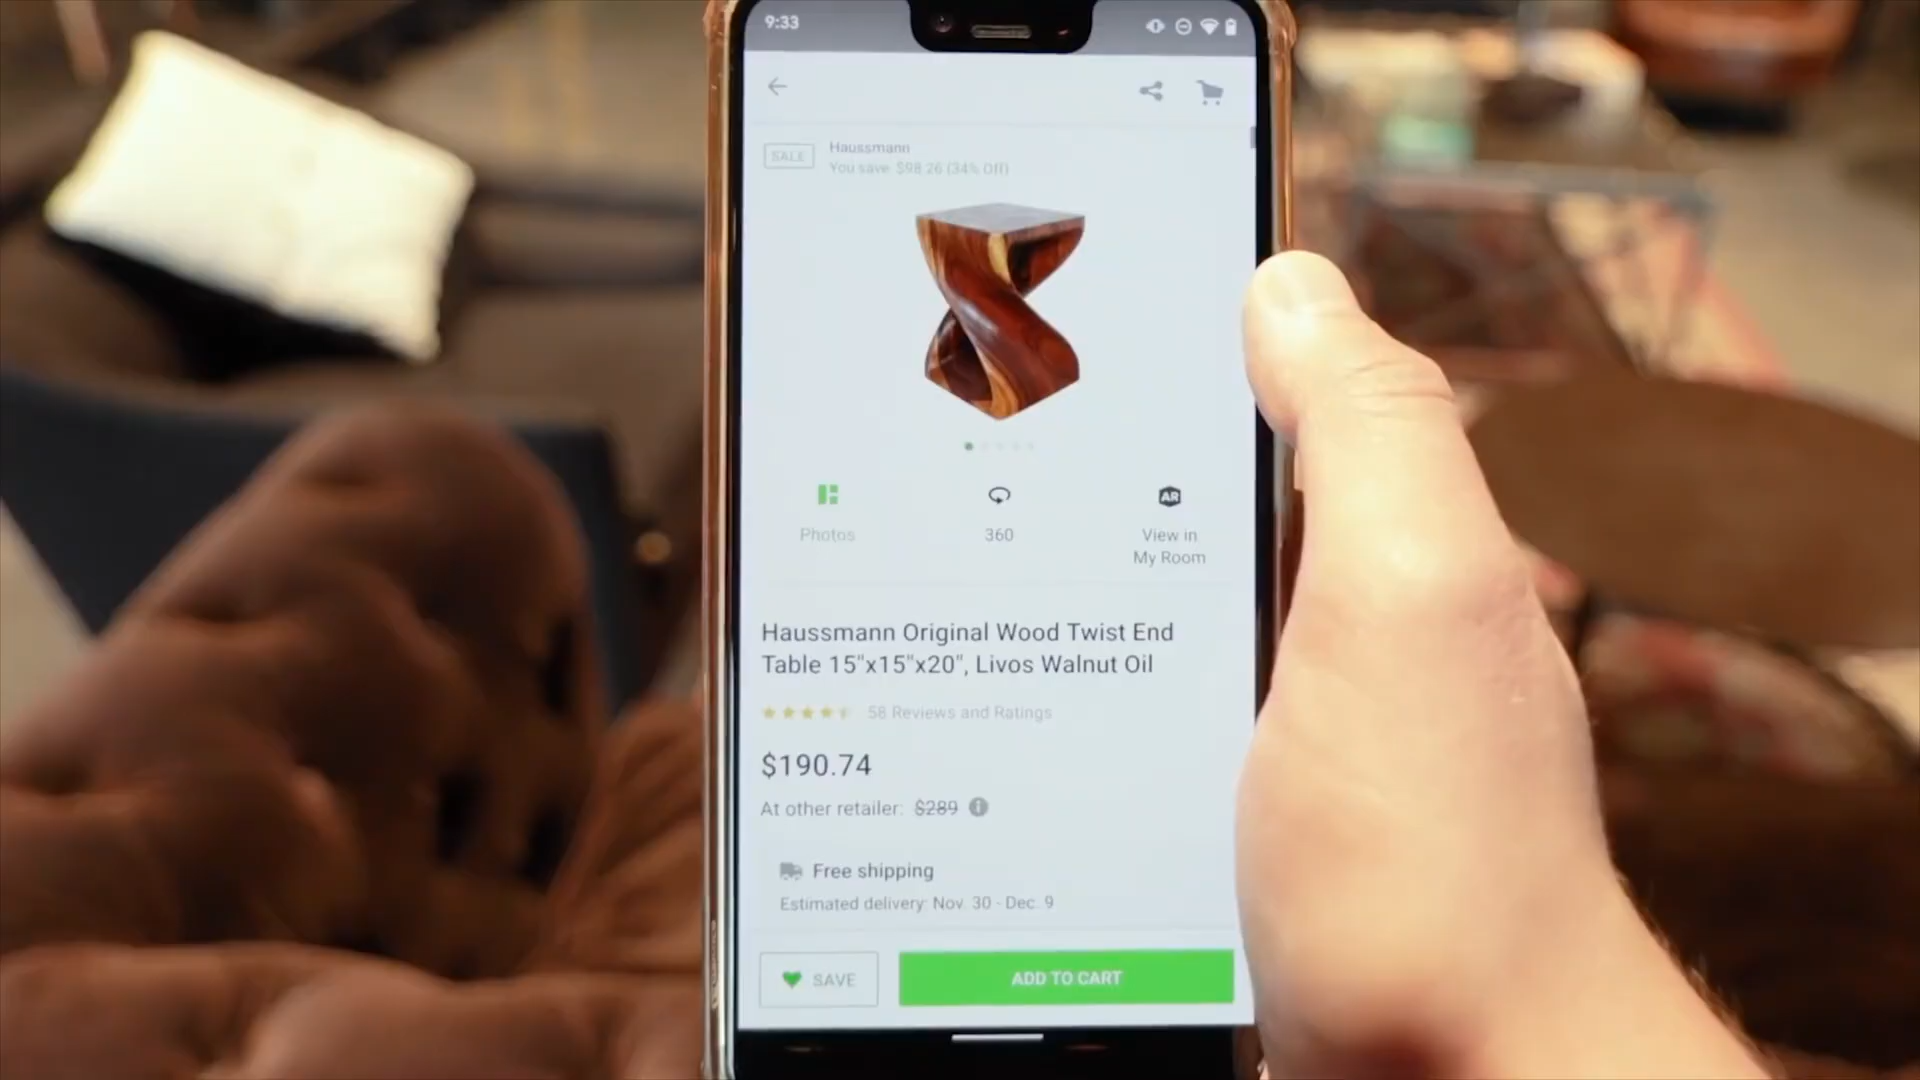 9:33
SALE
Haussmann
You save: $98.26 (34% Off)
Photos
360
AR
View in
My Room
Haussmann Original Wood Twist End
Table 15"x15"x20", Livos Walnut Oil
58 Reviews and Ratings
$190.74
At other retailer: $289
Free shipping
Estimated delivery: Nov. 30 - Dec. 9
SAVE
ADD TO CART